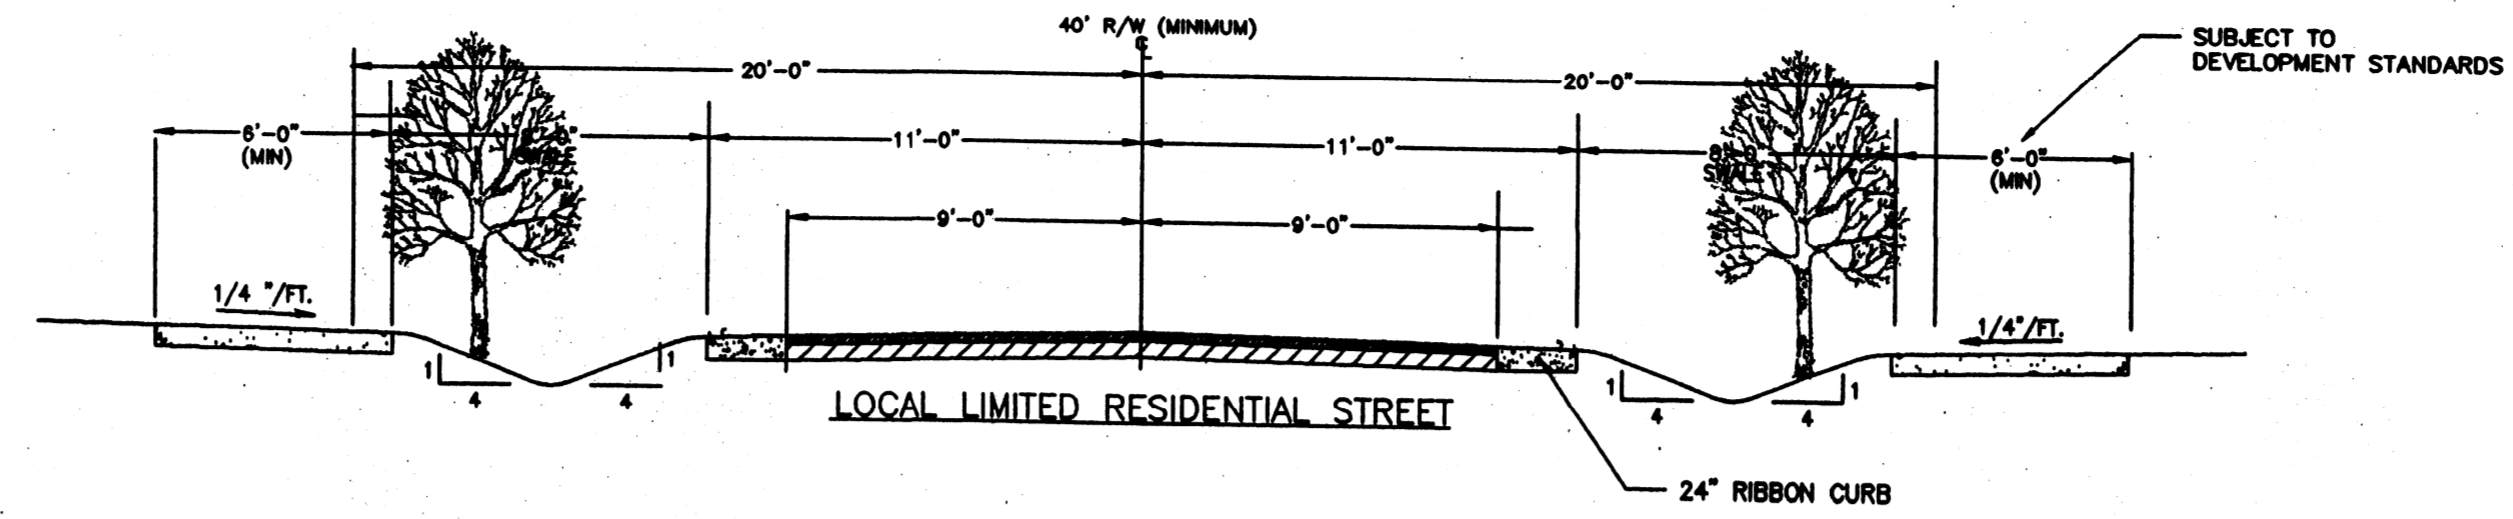 40' R/W (MINIMUM)
SUBJECT TO
DEVELOPMENT STANDARDS
20'-0"
20'-0"
6'-0"
(MIN)
11'-0"
11'-0"
SWALE
6'-0"
(MIN)
9'-0"
9'-0"
1/4 "/FT.
1/4"/FT.
1
4
4
1
1
4
4
1
LOCAL LIMITED RESIDENTIAL STREET
24" RIBBON CURB